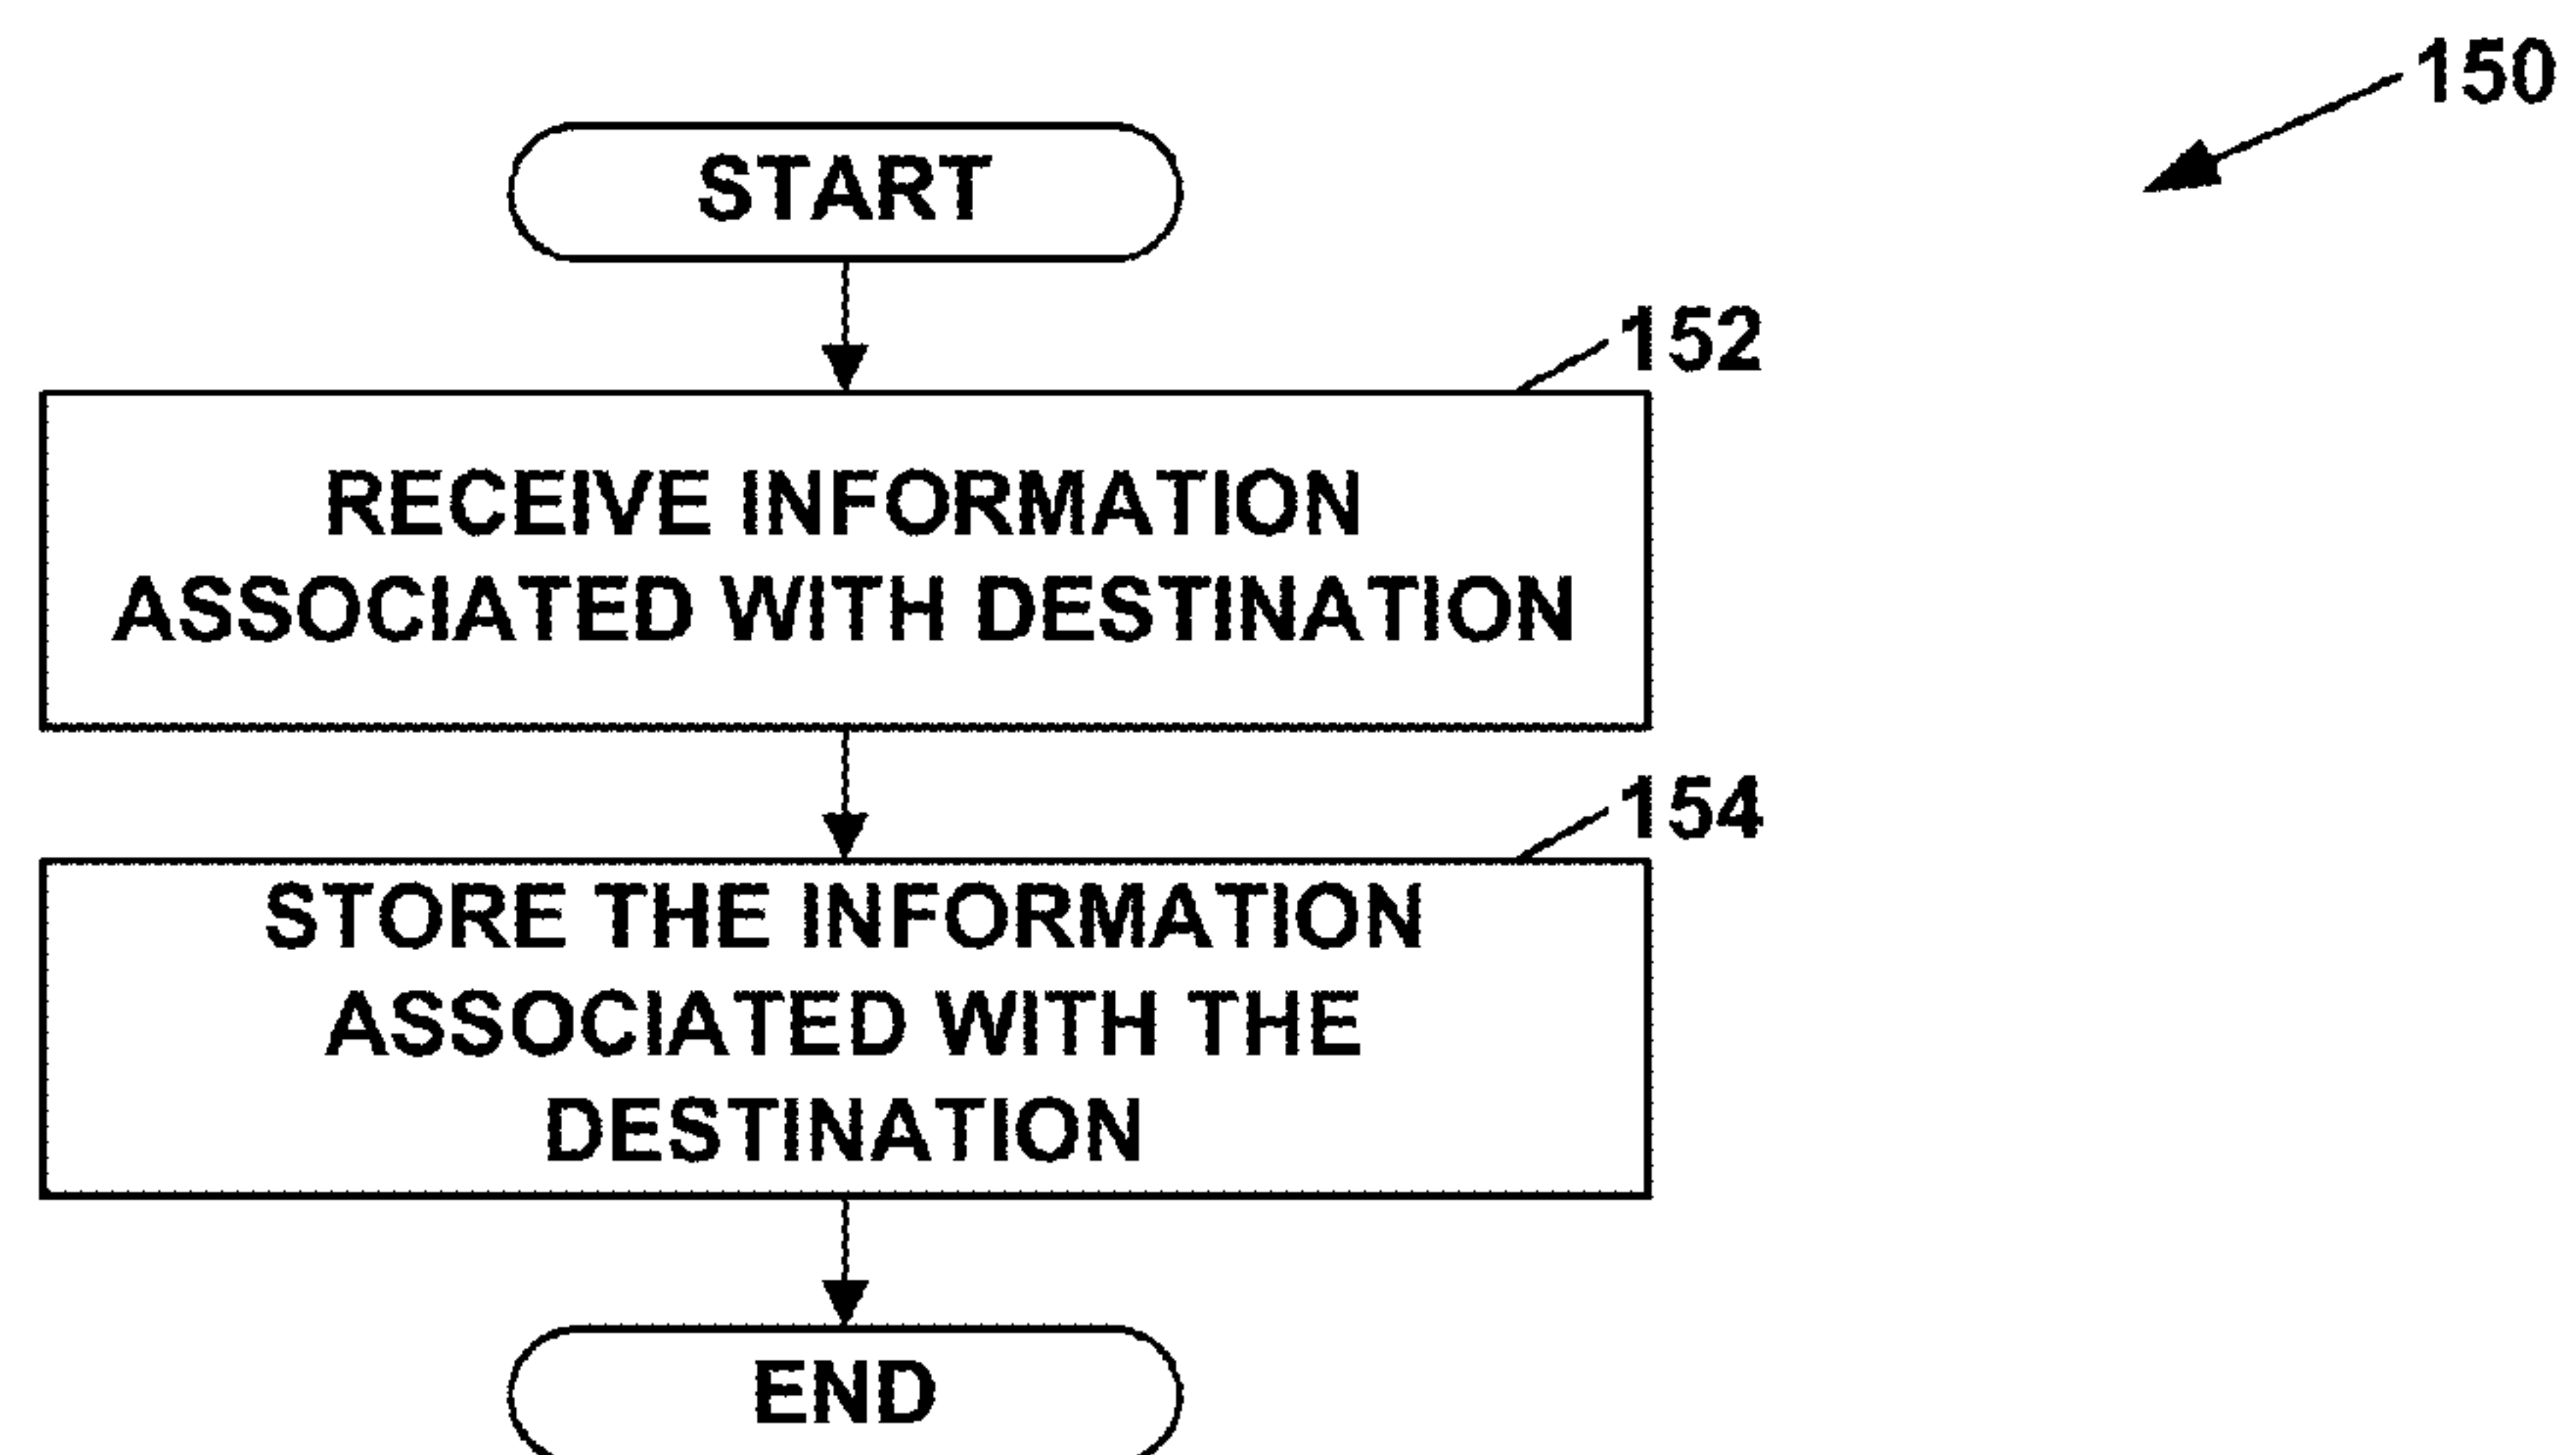 150
START
152
RECEIVE INFORMATION
ASSOCIATED WITH DESTINATION
154
STORE THE INFORMATION
ASSOCIATED WITH THE
DESTINATION
END